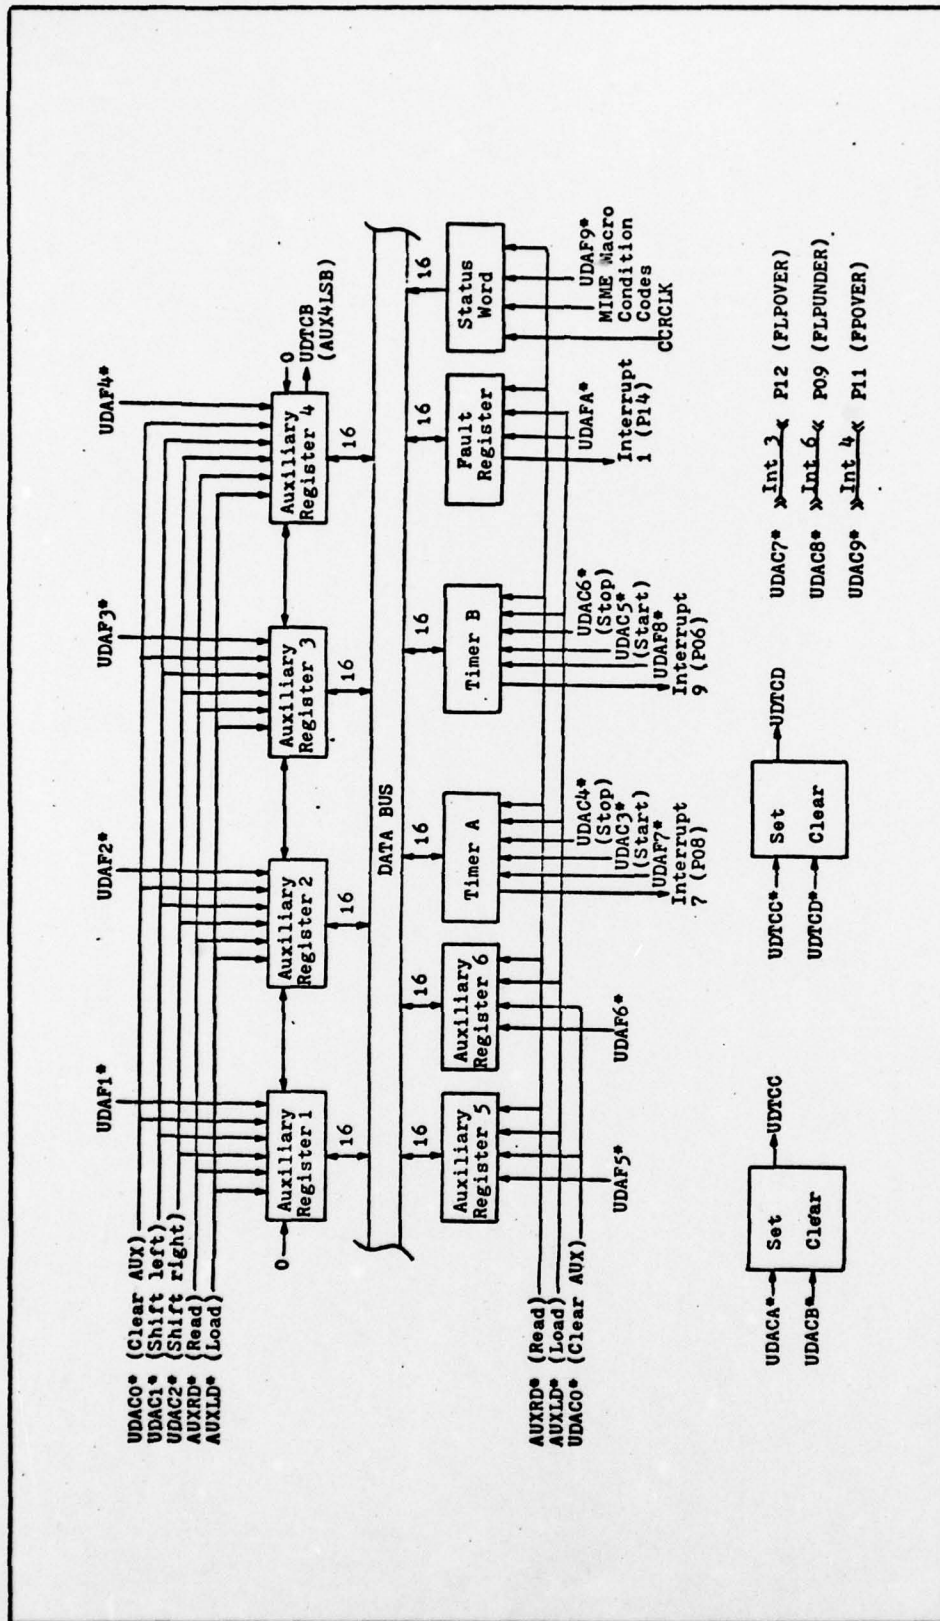 UDAF1*
UDAF2*
UDAF3*
UDAF4*
UDAC0* (Clear AUX)
UDAC1* (Shift left)
UDAC2* (Shift right)
AUXRD* (Read)
AUXLD* (Load)
0
Auxiliary
Register 1
Auxiliary
Register 2
Auxiliary
Register 3
Auxiliary
Register 4
0
UDTCB
(AUX4LSB)
16
16
16
16
DATA BUS
16
16
16
16
16
16
Auxiliary
Register 5
Auxiliary
Register 6
Timer A
Timer B
Fault
Register
Status
Word
AUXRD* (Read)
AUXLD* (Load)
UDAC0* (Clear AUX)
UDAF5*
UDAF6*
UDAC4*
(Stop)
UDAC3*
(Start)
UDAF7*
Interrupt
7 (P08)
UDAC6*
(Stop)
UDAC5*
(Start)
UDAF8*
Interrupt
9 (P06)
UDAFA*
Interrupt
1 (P14)
UDAF9*
MIME Macro
Condition
Codes
CCRCLK
UDACA*
Set
UDTCC
UDACB*
Clear
UDTCC*
Set
UDTCD
UDTCD*
Clear
UDAC7* Int 3 P12 (FLPOVER)
UDAC8* Int 6 P09 (FLPUNDER)
UDAC9* Int 4 P11 (FPOVER)